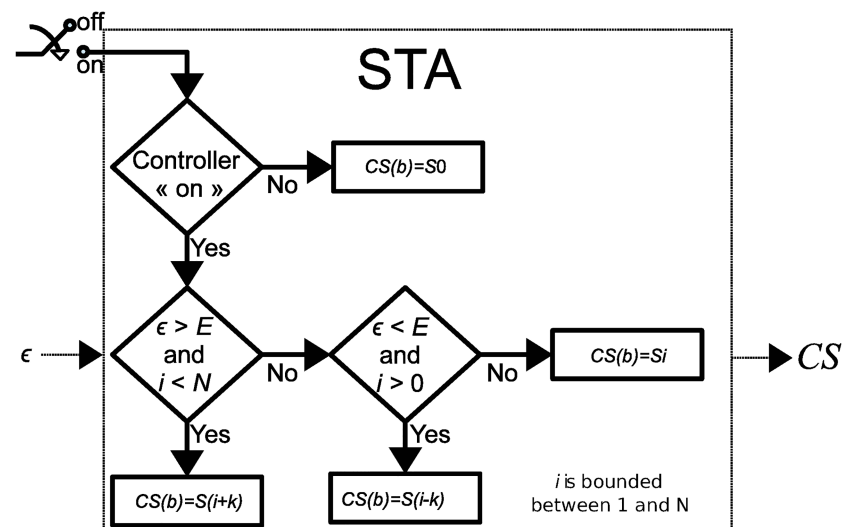 off
on
STA
Controller
« on »
No
CS(b)=S0
Yes
ϵ
ϵ > E
and
i < N
No
ϵ < E
and
i > 0
No
CS(b)=Si
CS
Yes
Yes
CS(b)=S(i+k)
CS(b)=S(i-k)
i is bounded
between 1 and N